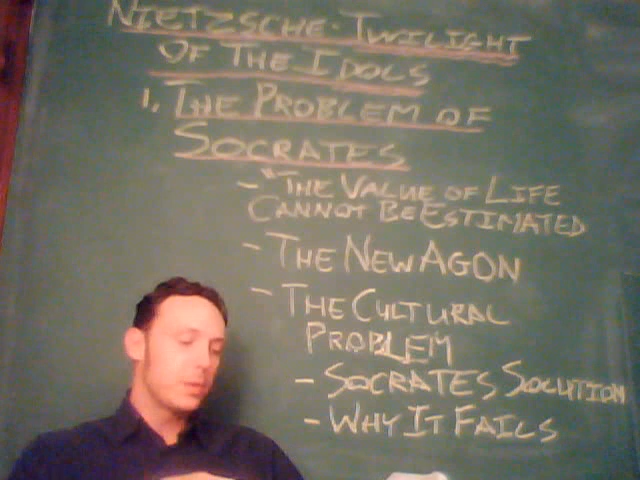 NIETZSCHE - TWILIGHT
OF THE IDOLS
1. THE PROBLEM OF
SOCRATES
- "THE VALUE OF LIFE
CANNOT BE ESTIMATED
- THE NEW AGON
- THE CULTURAL
PROBLEM
- SOCRATES SOLUTION
- WHY IT FAILS